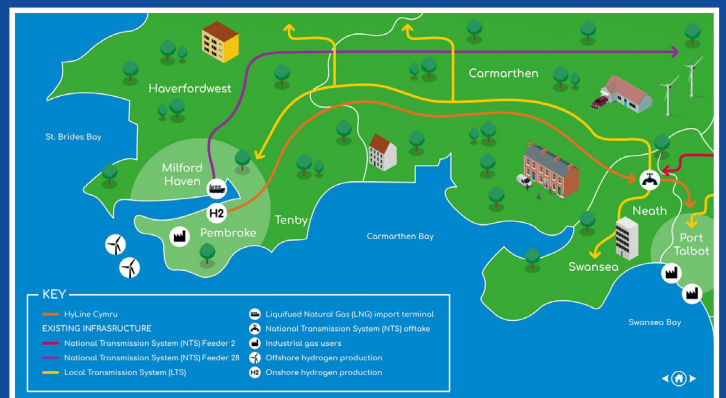 Haverfordwest
Carmarthen
St. Brides Bay
Milford
Haven
H2
Pembroke
Tenby
Carmarthen Bay
Neath
Port
Talbot
Swansea
Swansea Bay
KEY
HyLine Cymru
EXISTING INFRASRUCTURE
National Transmission System (NTS) Feeder 2
National Transmission System (NTS) Feeder 28
Local Transmission System (LTS)
Liquifued Natural Gas (LNG) import terminal
National Transmission System (NTS) offtake
Industrial gas users
Offshore hydrogen production
H2 Onshore hydrogen production